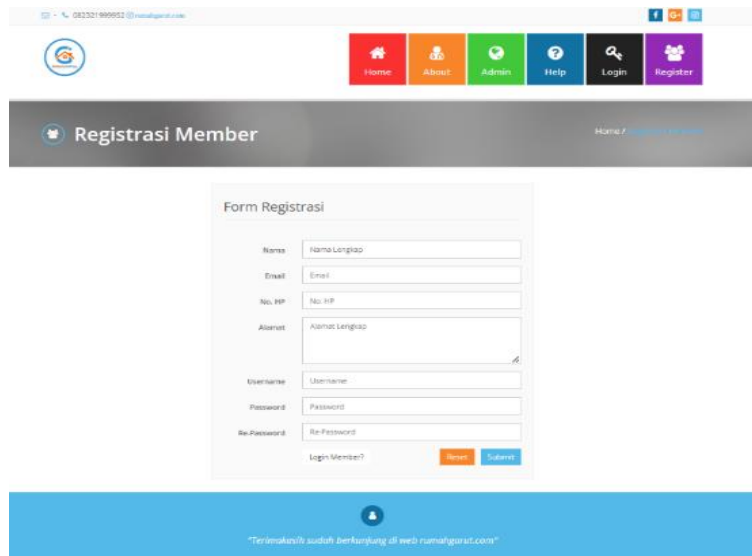 - 082321999952 rumahgarut.com
Home
About
Admin
Help
Login
Register
Registrasi Member
Home /
Form Registrasi
Nama
Nama Lengkap
Email
Email
No. HP
No. HP
Alamat
Alamat Lengkap
Username
Username
Password
Password
Re-Password
Re-Password
Login Member?
Reset
Submit
"Terimakasih sudah berkunjung di web rumahgarut.com"